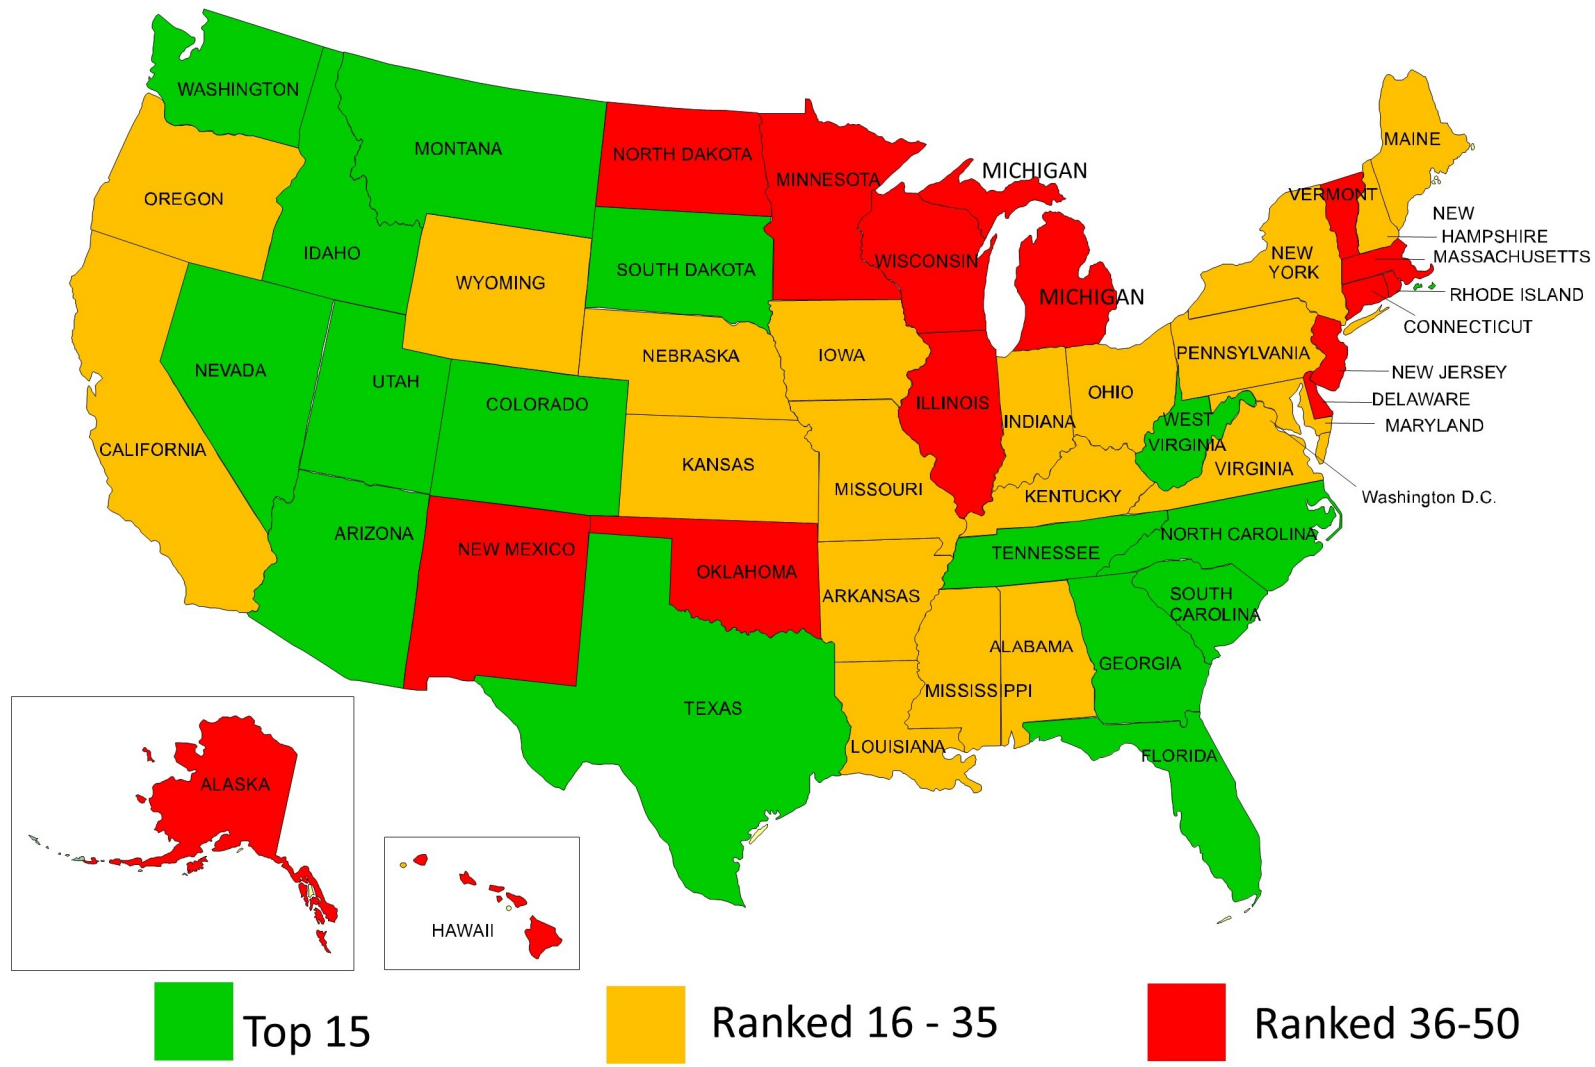 WASHINGTON
MONTANA
NORTH DAKOTA
MINNESOTA
MICHIGAN
MAINE
OREGON
VERMONT
NEW
HAMPSHIRE
MASSACHUSETTS
IDAHO
WYOMING
SOUTH DAKOTA
WISCONSIN
MICHIGAN
NEW
YORK
RHODE ISLAND
CONNECTICUT
NEVADA
UTAH
COLORADO
NEBRASKA
IOWA
ILLINOIS
INDIANA
OHIO
PENNSYLVANIA
NEW JERSEY
DELAWARE
MARYLAND
CALIFORNIA
KANSAS
MISSOURI
KENTUCKY
WEST
VIRGINIA
VIRGINIA
Washington D.C.
ARIZONA
NEW MEXICO
OKLAHOMA
ARKANSAS
TENNESSEE
NORTH CAROLINA
SOUTH
CAROLINA
TEXAS
LOUISIANA
MISSISSIPPI
ALABAMA
GEORGIA
FLORIDA
ALASKA
HAWAII
Top 15
Ranked 16 - 35
Ranked 36-50